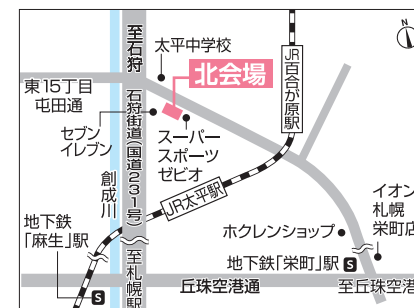 至石狩
太平中学校
N
JR百合が原駅
北会場
東15丁目
屯田通
石狩街道(国道231号)
セブン
イレブン
スーパー
スポーツ
ゼビオ
創成川
JR太平駅
イオン
札幌
栄町店
ホクレンショップ
地下鉄
「麻生」駅
地下鉄「栄町」駅
S
至札幌駅
S
丘珠空港通
至丘珠空港